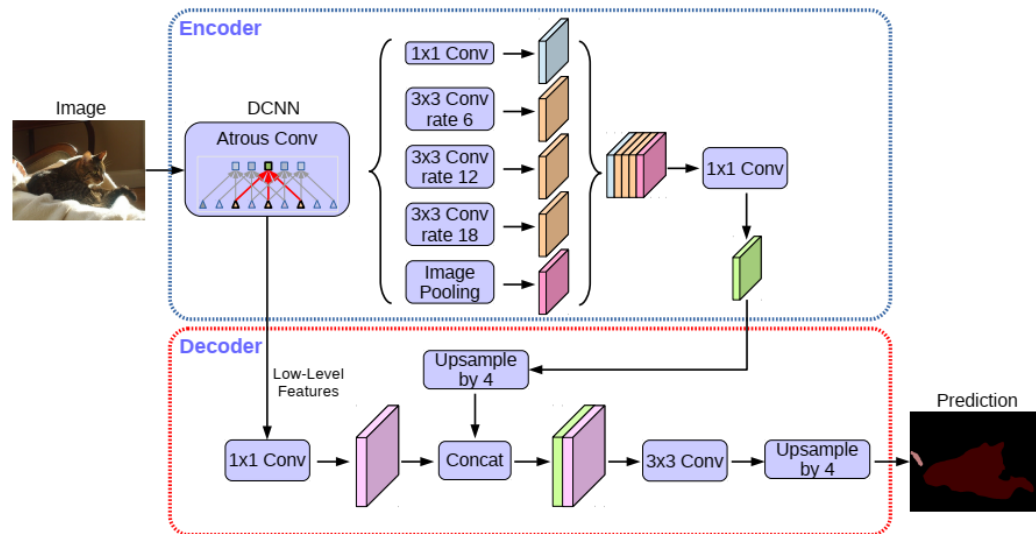 Encoder
Image
DCNN
Atrous Conv
1x1 Conv
3x3 Conv
rate 6
3x3 Conv
rate 12
3x3 Conv
rate 18
Image
Pooling
1x1 Conv
Decoder
Low-Level
Features
Upsample
by 4
1x1 Conv
Concat
3x3 Conv
Upsample
by 4
Prediction